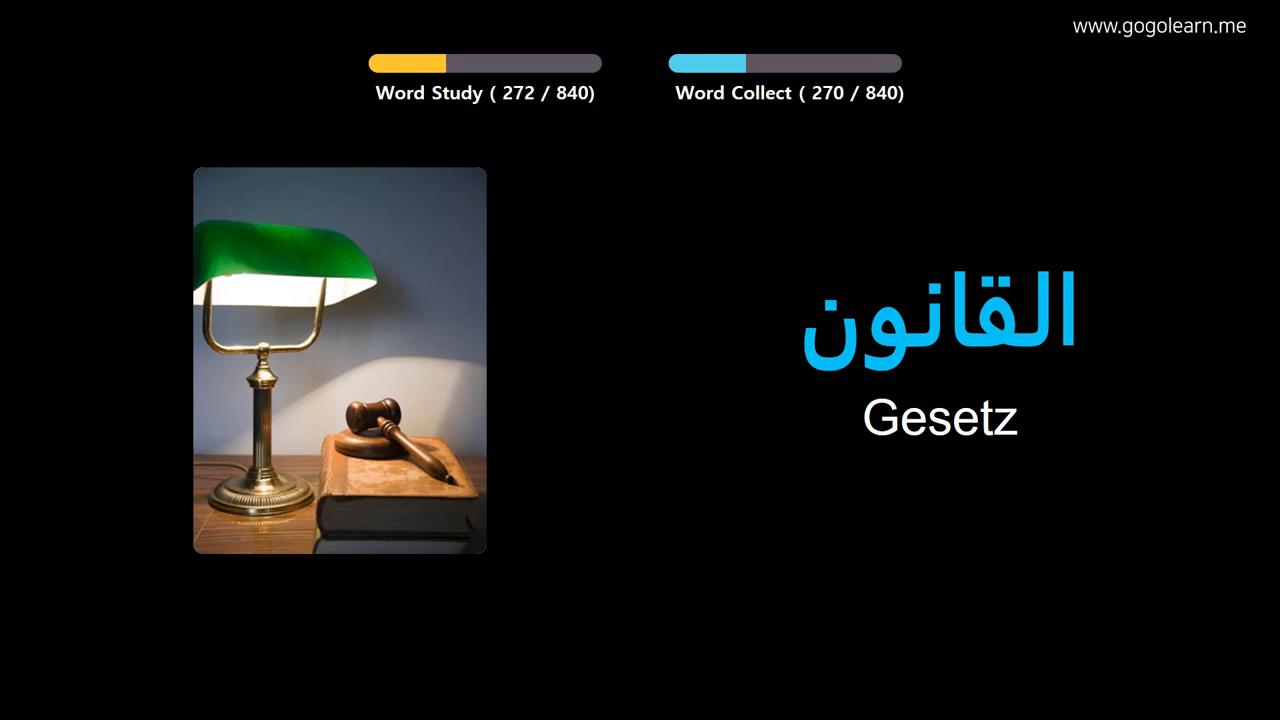 www.gogolearn.me
Word Study ( 272 / 840)
Word Collect ( 270 / 840)
القانون
Gesetz